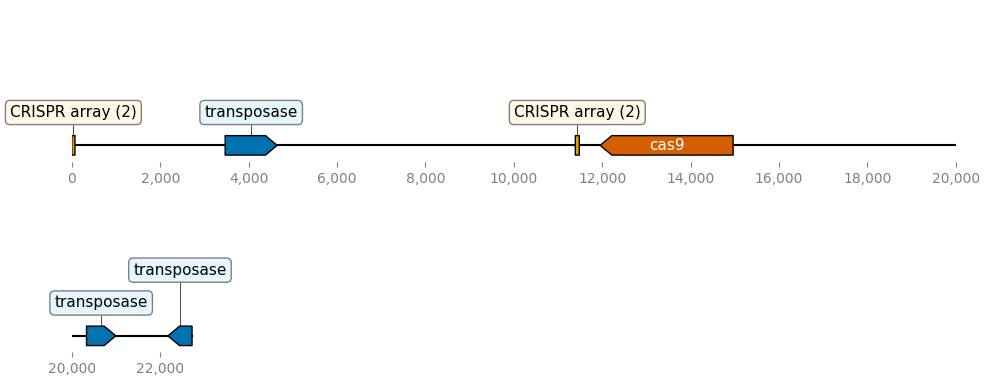 CRISPR array (2) transposase CRISPR array (2)
cas9
0 2,000 4,000 6,000 8,000 10,000 12,000 14,000 16,000 18,000 20,000
transposase
transposase
20,000 22,000